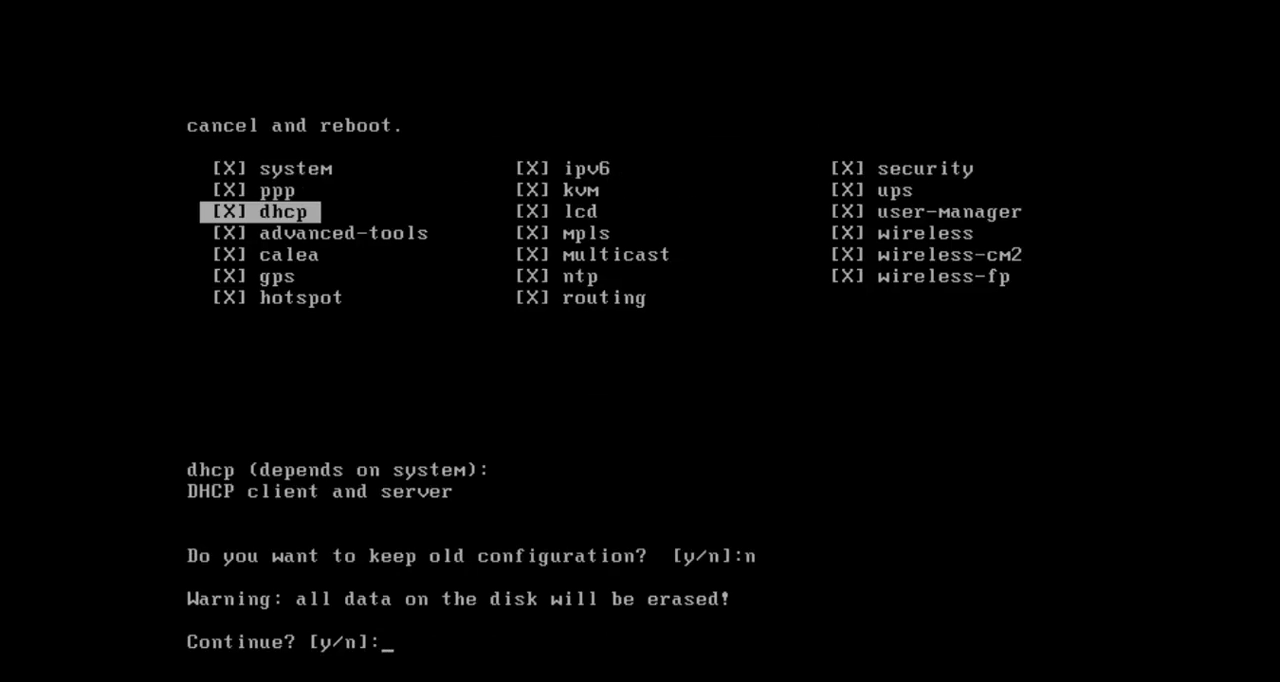 cancel and reboot.
[X] system [X] ipv6 [X] security
[X] ppp [X] kvm [X] ups
[X] dhcp [X] lcd [X] user-manager
[X] advanced-tools [X] mpls [X] wireless
[X] calea [X] multicast [X] wireless-cm2
[X] gps [X] ntp [X] wireless-fp
[X] hotspot [X] routing
dhcp (depends on system):
DHCP client and server
Do you want to keep old configuration? [y/n]:n
Warning: all data on the disk will be erased!
Continue? [y/n]:_